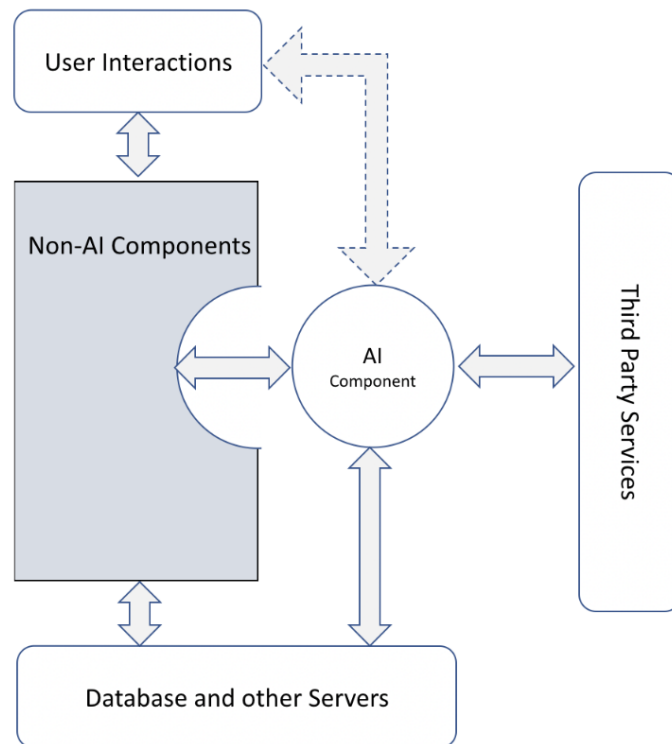 User Interactions
Non-AI Components
AI
Component
Third Party Services
Database and other Servers